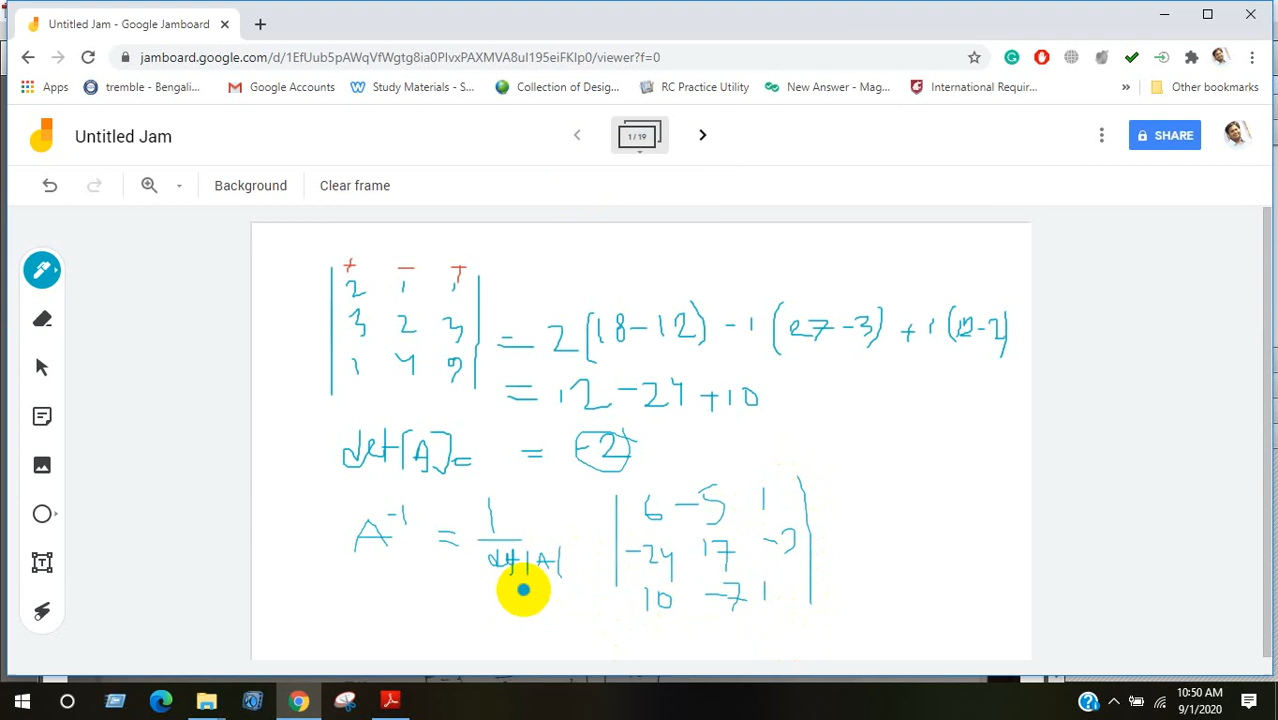 Untitled Jam - Google Jamboard
jamboard.google.com/d/1EfUub5pAWgVfWgtg8ia0PIvxPAXMVA8uI195eiFKIp0/viewer?f=0
Apps tremble - Bengali... Gmail Google Accounts Study Materials - S... Collection of Desig... RC Practice Utility New Answer - Mag... International Requir... » Other bookmarks
Untitled Jam
1 / 19
SHARE
Background Clear frame
+ − +
2 1 1
3 2 3 = 2(18−12) −1(27−3) +1(12−2)
1 4 9
= 12 −24 +10
det[A]= = -2
A⁻¹ = 1/det|A|
6 −5 1
−24 17 −3
10 −7 1
10:50 AM
9/1/2020